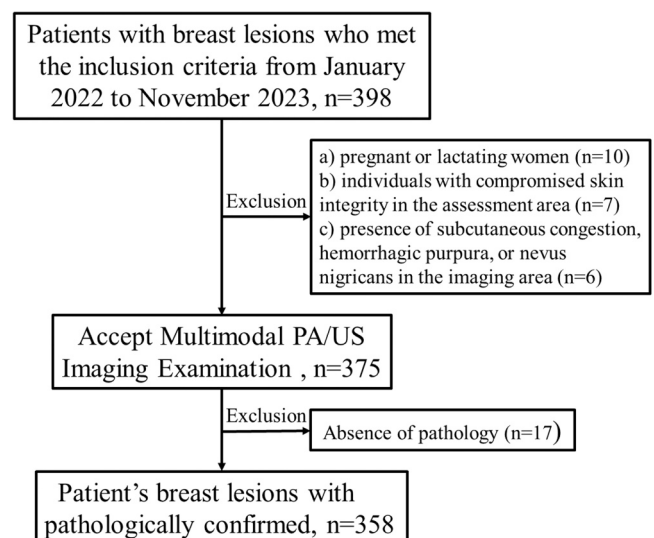 Patients with breast lesions who met
the inclusion criteria from January
2022 to November 2023, n=398
Exclusion
a) pregnant or lactating women (n=10)
b) individuals with compromised skin
integrity in the assessment area (n=7)
c) presence of subcutaneous congestion,
hemorrhagic purpura, or nevus
nigricans in the imaging area (n=6)
Accept Multimodal PA/US
Imaging Examination , n=375
Exclusion
Absence of pathology (n=17)
Patient's breast lesions with
pathologically confirmed, n=358